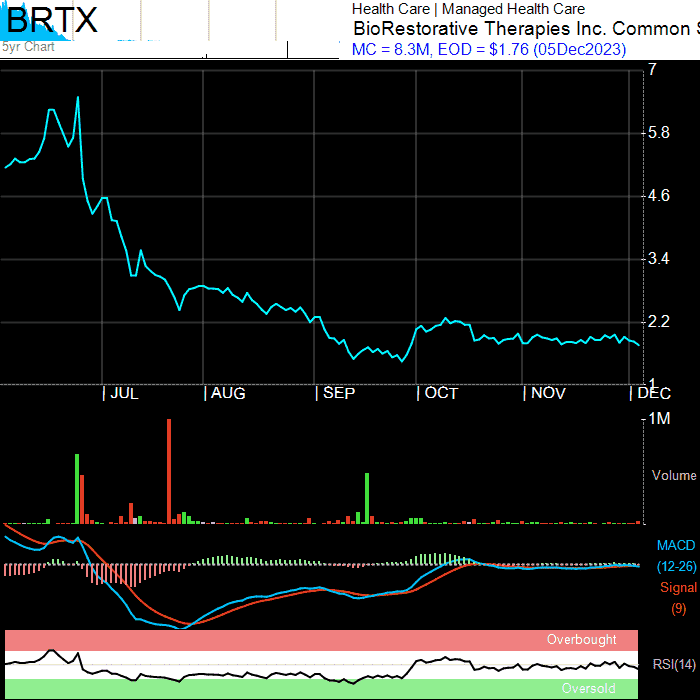 BRTX
Health Care | Managed Health Care
BioRestorative Therapies Inc. Common S
5yr Chart
MC = 8.3M, EOD = $1.76 (05Dec2023)
7
5.8
4.6
3.4
2.2
1
JUL
AUG
SEP
OCT
NOV
DEC
1M
Volume
MACD
(12-26)
Signal
(9)
Overbought
RSI(14)
Oversold